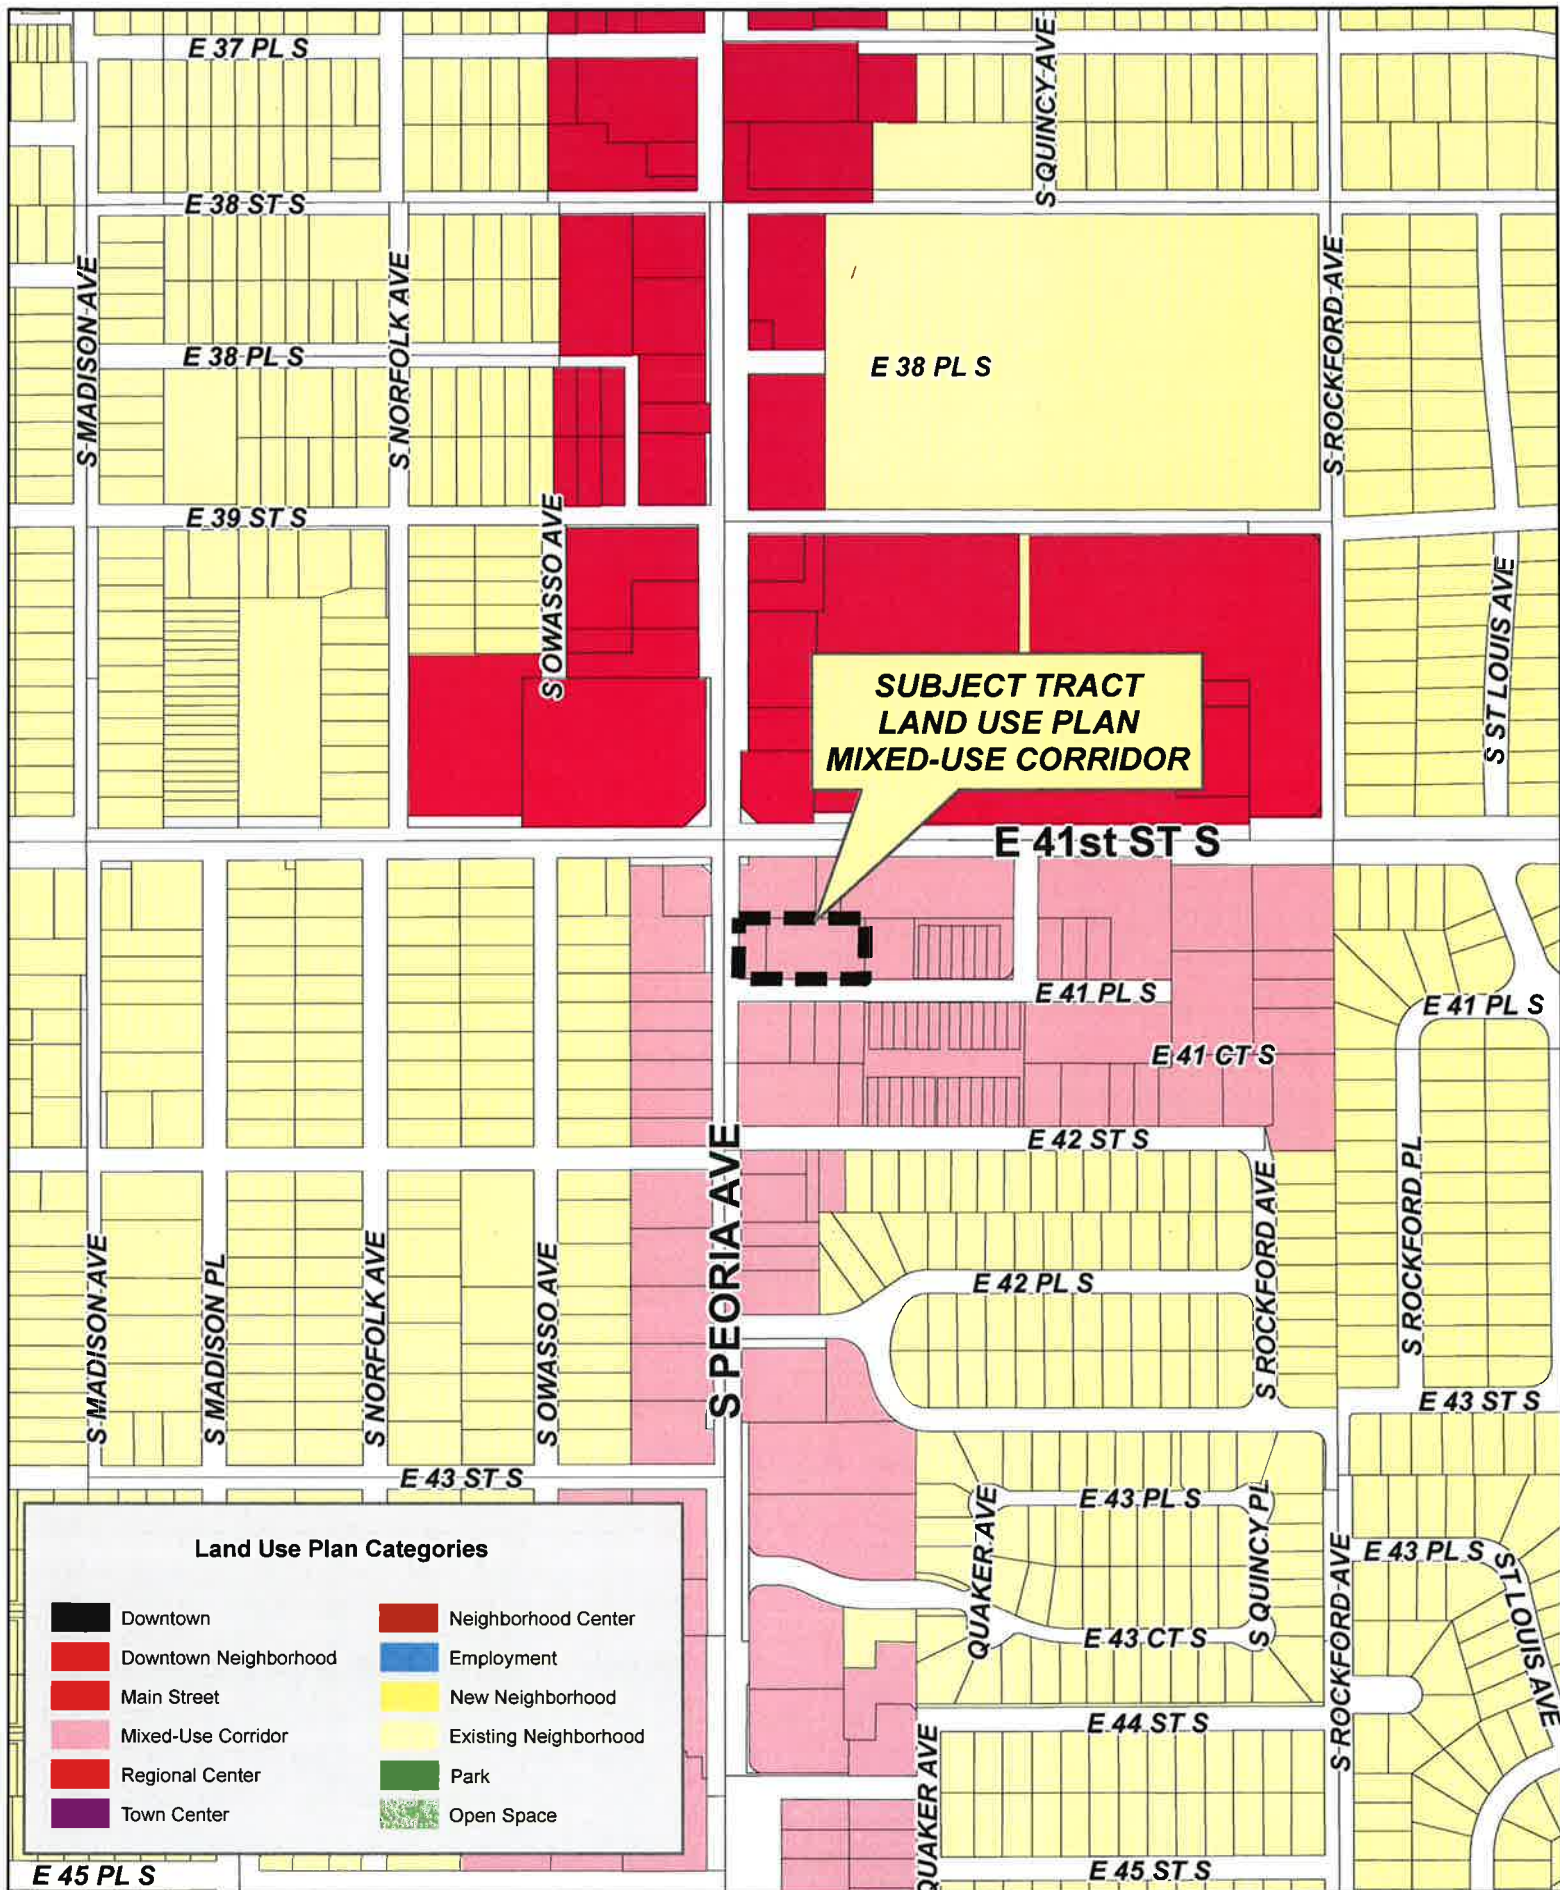 E 37 PL S
S QUINCY AVE
E 38 ST S
S MADISON AVE
S NORFOLK AVE
S ROCKFORD AVE
E 38 PL S
E 38 PL S
E 39 ST S
S OWASSO AVE
S ST LOUIS AVE
SUBJECT TRACT
LAND USE PLAN
MIXED-USE CORRIDOR
E 41st ST S
E 41 PL S
E 41 PL S
E 41 CT S
E 42 ST S
S PEORIA AVE
S ROCKFORD AVE
S ROCKFORD PL
S MADISON AVE
S MADISON PL
S NORFOLK AVE
S OWASSO AVE
E 42 PL S
E 43 ST S
E 43 ST S
QUAKER AVE
E 43 PL S
S QUINCY PL
S ROCKFORD AVE
E 43 PL S
ST LOUIS AVE
E 43 CT S
E 44 ST S
QUAKER AVE
E 45 ST S
Land Use Plan Categories
Downtown
Downtown Neighborhood
Main Street
Mixed-Use Corridor
Regional Center
Town Center
Neighborhood Center
Employment
New Neighborhood
Existing Neighborhood
Park
Open Space
E 45 PL S